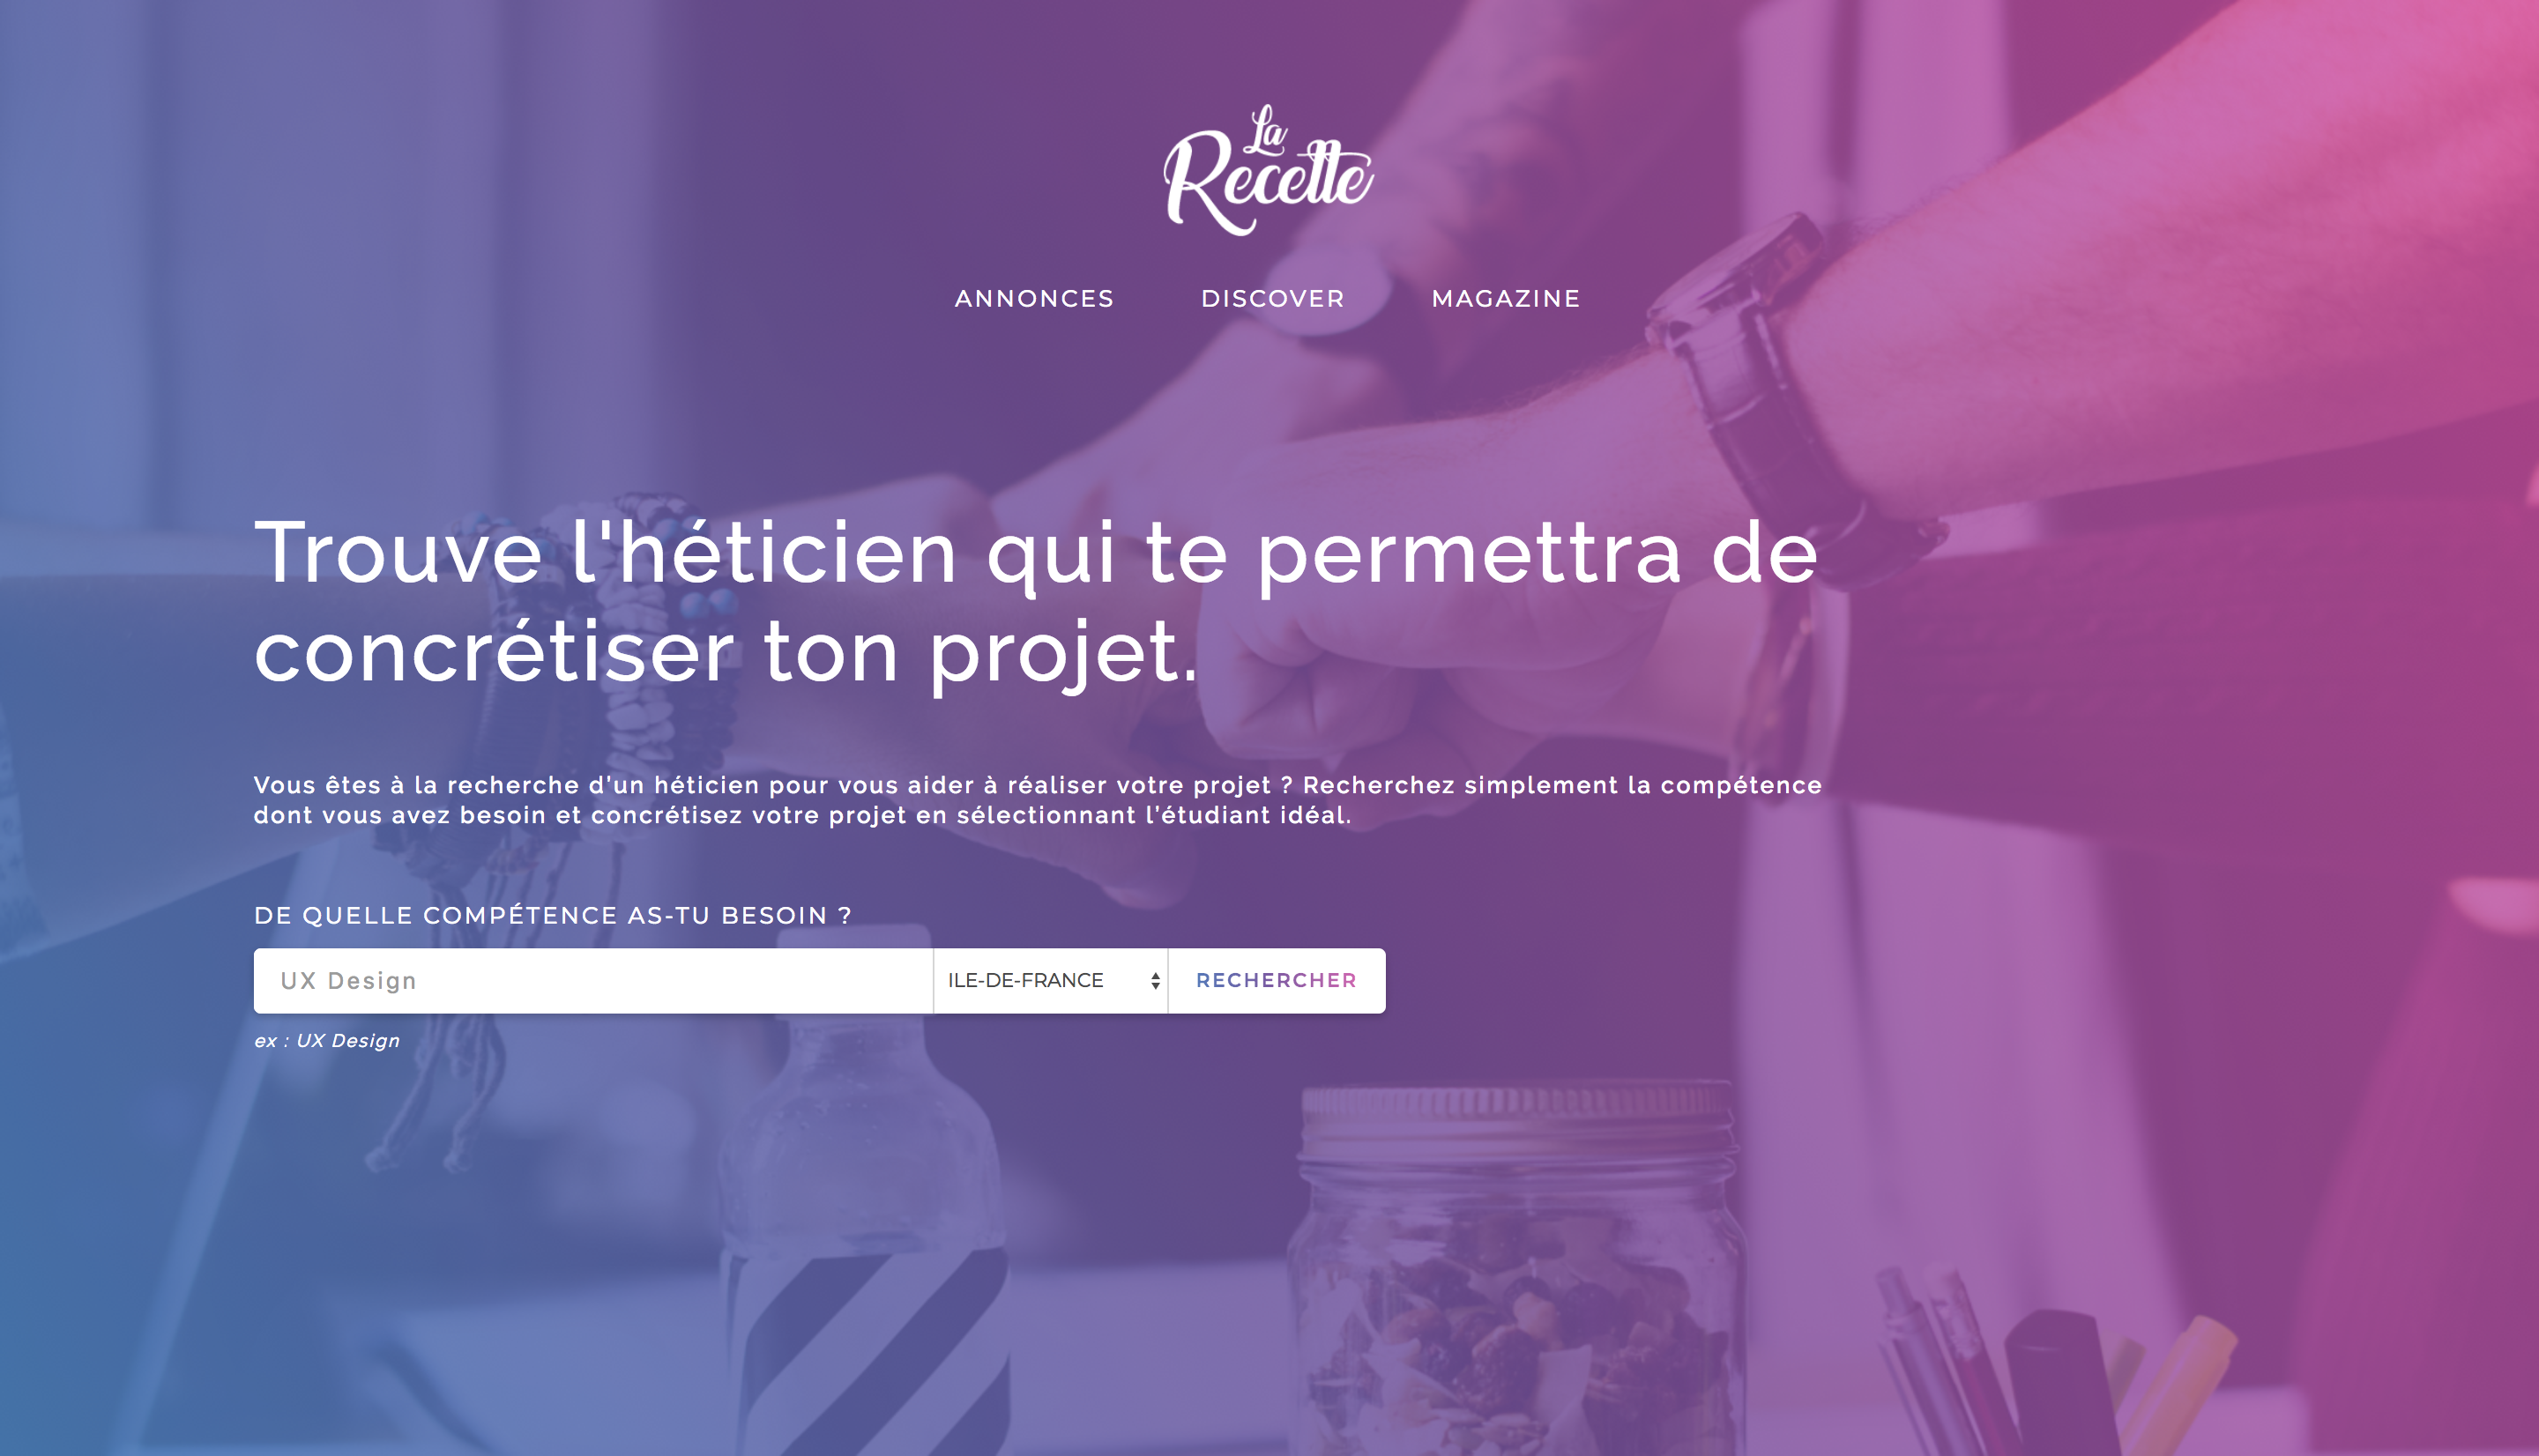 La
Recette
ANNONCES DISCOVER MAGAZINE
Trouve l'héticien qui te permettra de
concrétiser ton projet.
Vous êtes à la recherche d'un héticien pour vous aider à réaliser votre projet ? Recherchez simplement la compétence
dont vous avez besoin et concrétisez votre projet en sélectionnant l'étudiant idéal.
DE QUELLE COMPÉTENCE AS-TU BESOIN ?
UX Design ILE-DE-FRANCE RECHERCHER
ex : UX Design